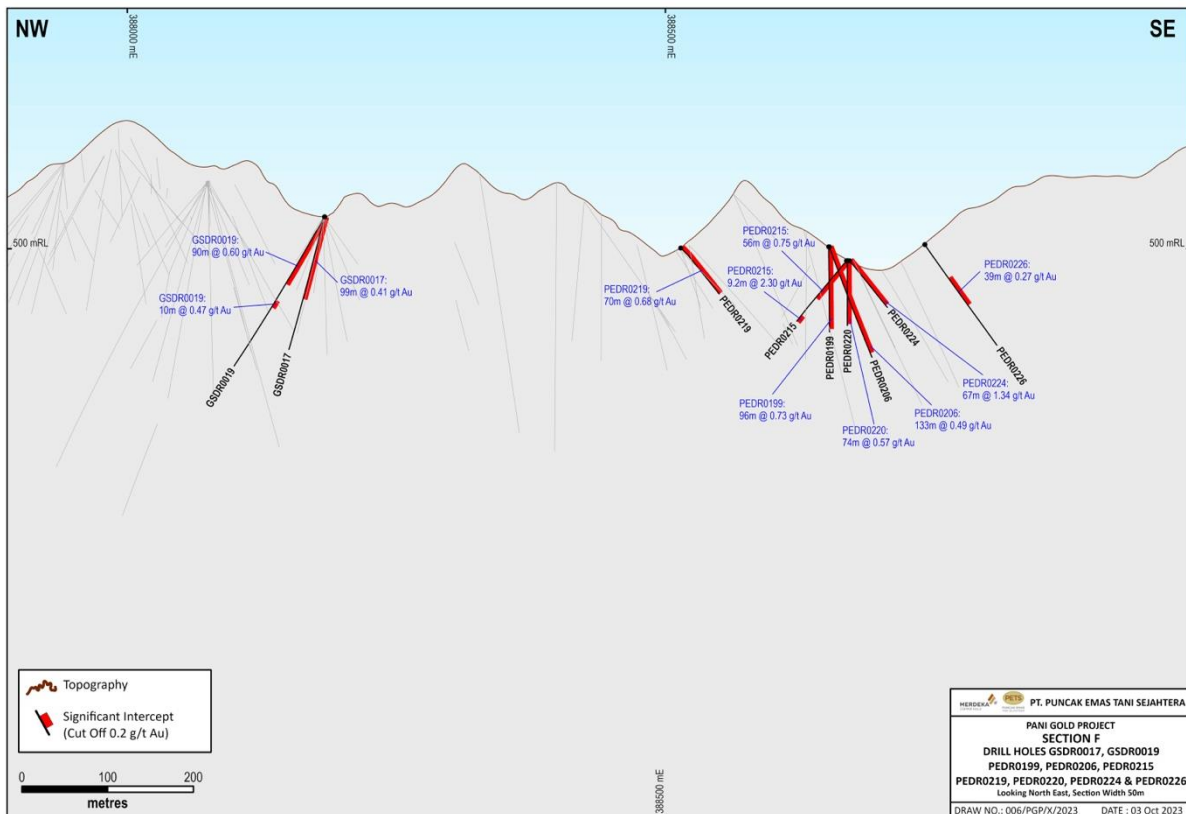 NW
SE
388000 mE
388500 mE
500 mRL
500 mRL
GSDR0019:
90m @ 0.60 g/t Au
GSDR0019:
10m @ 0.47 g/t Au
GSDR0017:
99m @ 0.41 g/t Au
GSDR0019
GSDR0017
PEDR0219:
70m @ 0.68 g/t Au
PEDR0219
PEDR0215:
56m @ 0.75 g/t Au
PEDR0215:
9.2m @ 2.30 g/t Au
PEDR0215
PEDR0199
PEDR0220
PEDR0206
PEDR0224
PEDR0226:
39m @ 0.27 g/t Au
PEDR0226
PEDR0199:
96m @ 0.73 g/t Au
PEDR0220:
74m @ 0.57 g/t Au
PEDR0206:
133m @ 0.49 g/t Au
PEDR0224:
67m @ 1.34 g/t Au
Topography
Significant Intercept
(Cut Off 0.2 g/t Au)
0 100 200
metres
388500 mE
MERDEKA
PETS
PT. PUNCAK EMAS TANI SEJAHTERA
PANI GOLD PROJECT
SECTION F
DRILL HOLES GSDR0017, GSDR0019
PEDR0199, PEDR0206, PEDR0215
PEDR0219, PEDR0220, PEDR0224 & PEDR0226
Looking North East, Section Width 50m
DRAW NO.: 006/PGP/X/2023 DATE : 03 Oct 2023